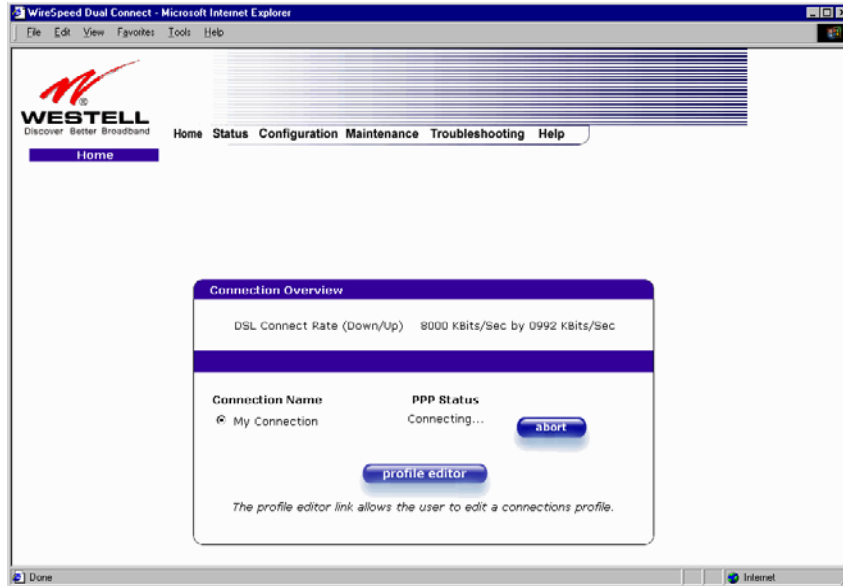 WireSpeed Dual Connect - Microsoft Internet Explorer
File Edit View Favorites Tools Help
WESTELL®
Discover Better Broadband
Home Status Configuration Maintenance Troubleshooting Help
Home
Connection Overview
DSL Connect Rate (Down/Up) 8000 KBits/Sec by 0992 KBits/Sec
Connection Name PPP Status
My Connection Connecting... abort
profile editor
The profile editor link allows the user to edit a connections profile.
Done Internet